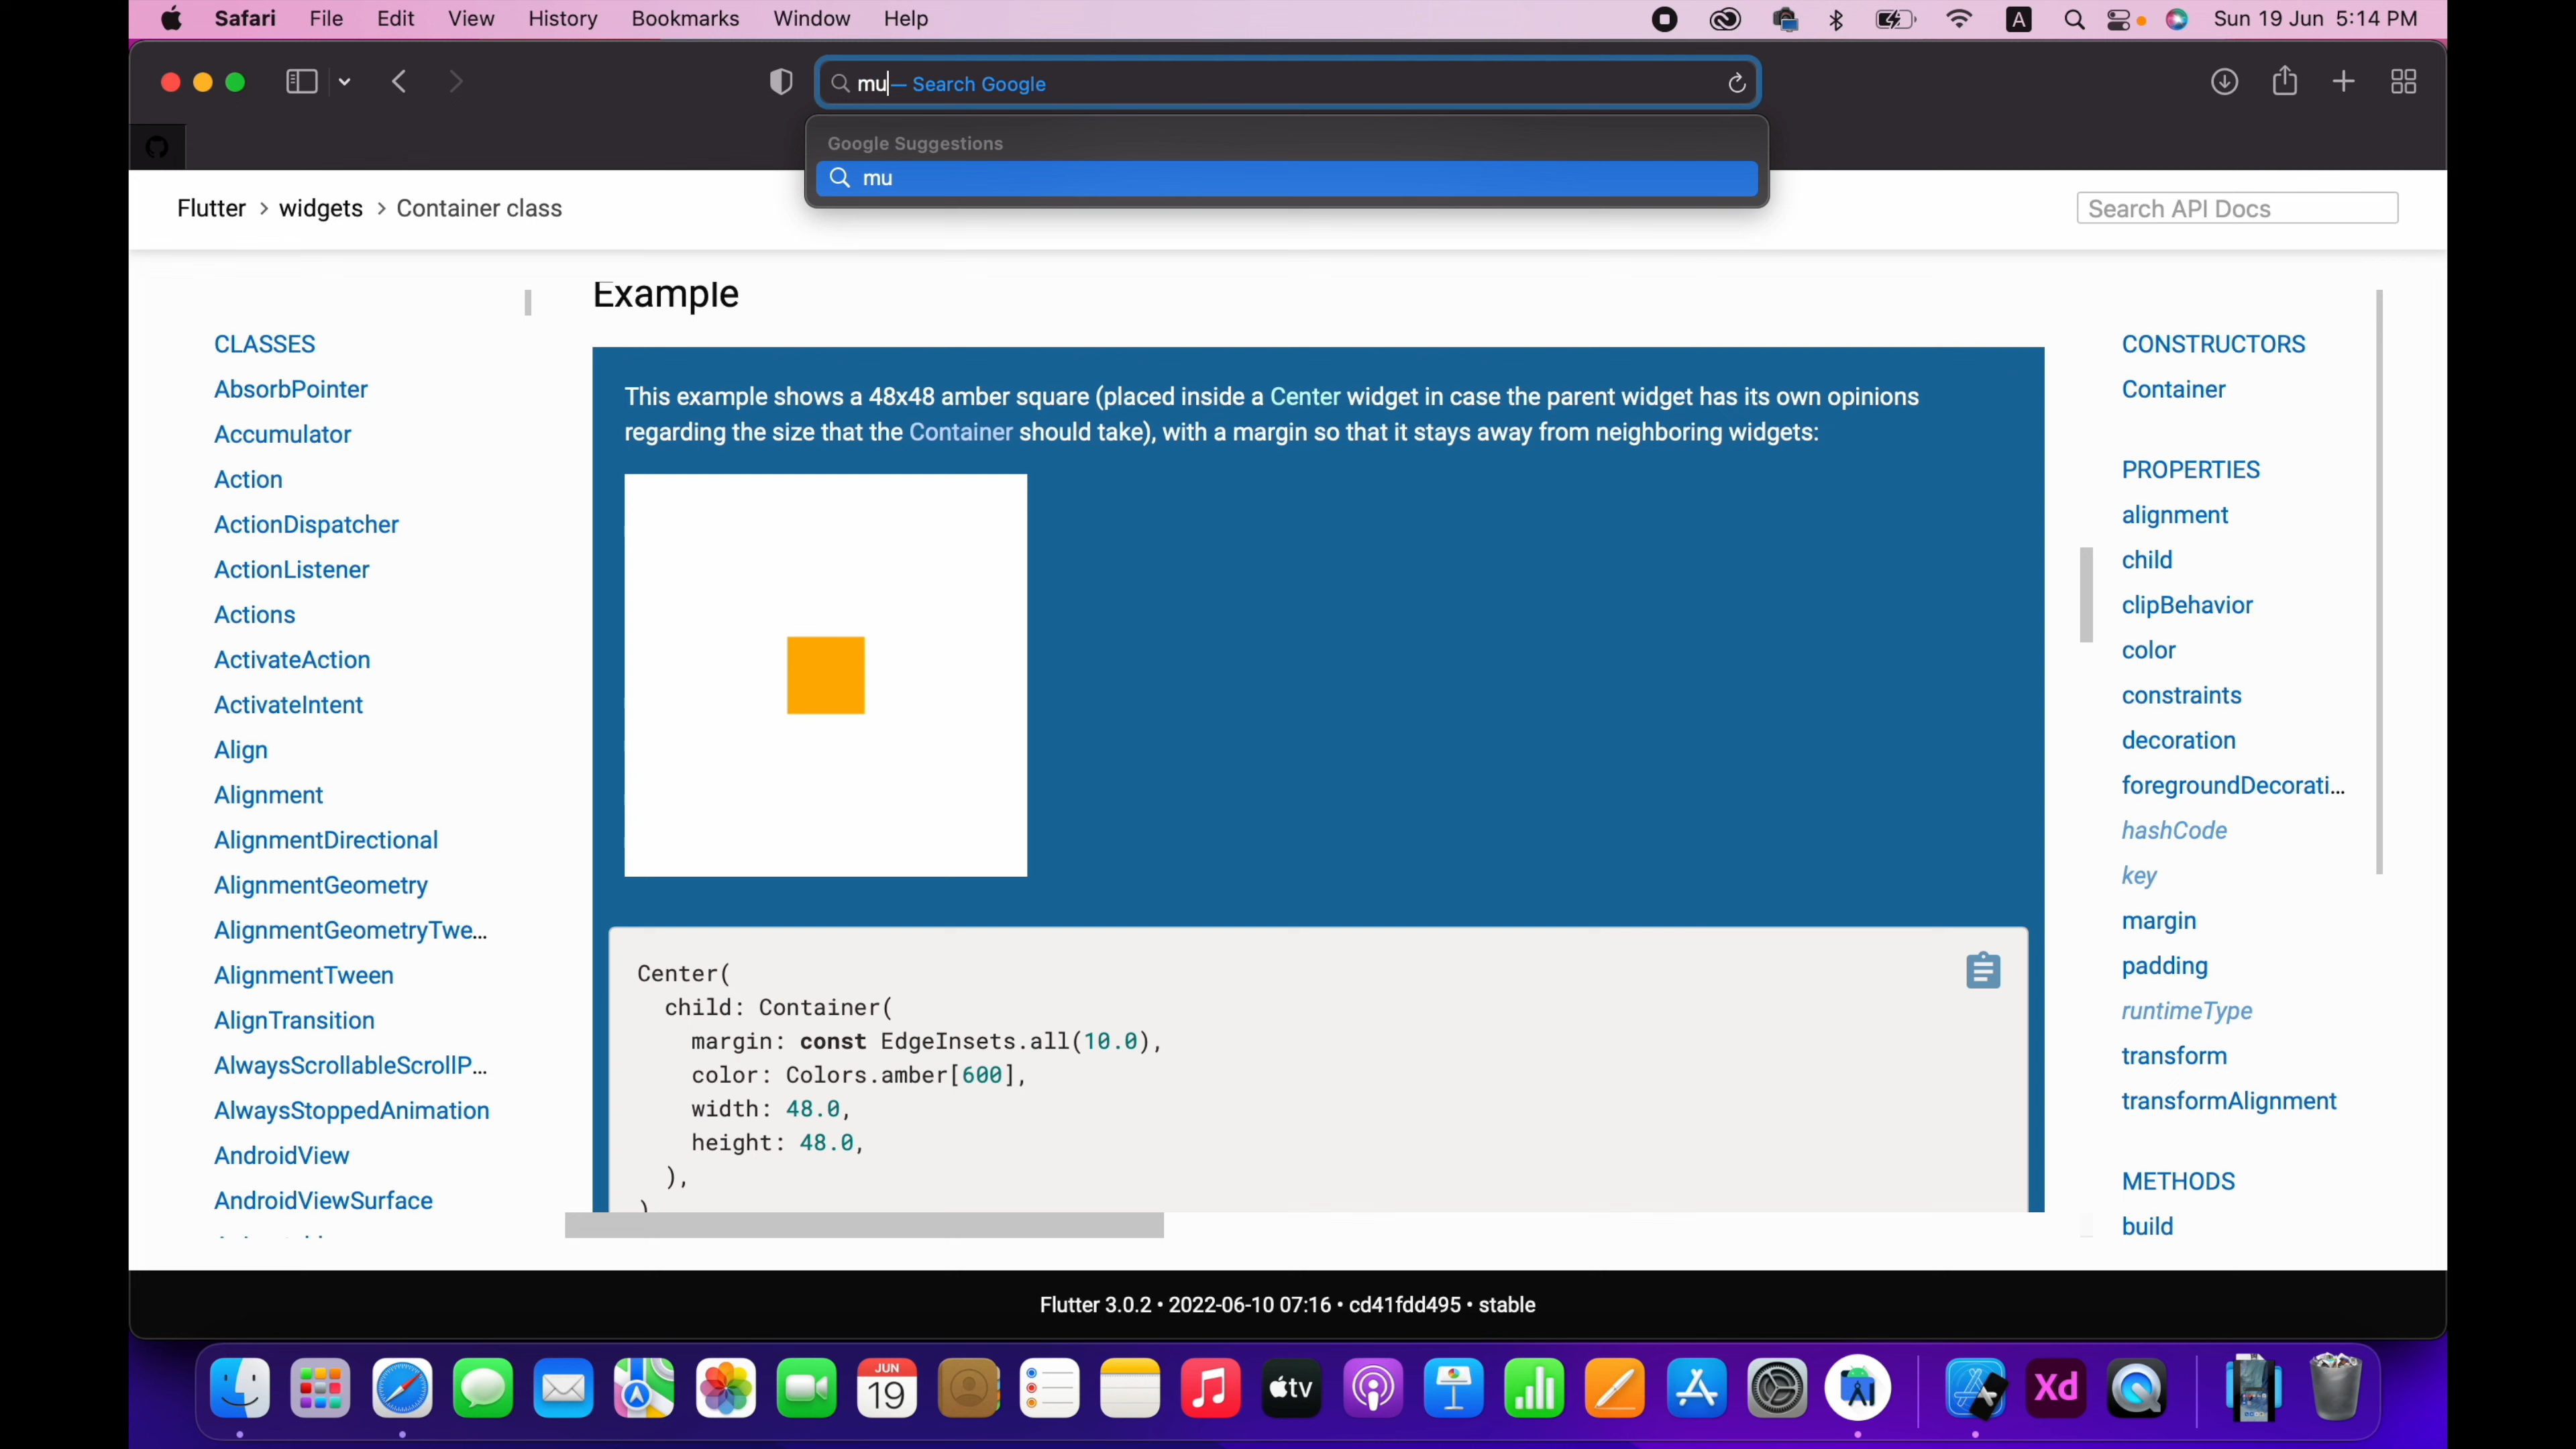 Safari File Edit View History Bookmarks Window Help
A
Sun 19 Jun 5:14 PM
mu — Search Google
Google Suggestions
mu
Flutter > widgets > Container class
Search API Docs
CLASSES
AbsorbPointer
Accumulator
Action
ActionDispatcher
ActionListener
Actions
ActivateAction
ActivateIntent
Align
Alignment
AlignmentDirectional
AlignmentGeometry
AlignmentGeometryTwe...
AlignmentTween
AlignTransition
AlwaysScrollableScrollP...
AlwaysStoppedAnimation
AndroidView
AndroidViewSurface
Example
This example shows a 48x48 amber square (placed inside a Center widget in case the parent widget has its own opinions
regarding the size that the Container should take), with a margin so that it stays away from neighboring widgets:
Center(
child: Container(
margin: const EdgeInsets.all(10.0),
color: Colors.amber[600],
width: 48.0,
height: 48.0,
),
)
CONSTRUCTORS
Container
PROPERTIES
alignment
child
clipBehavior
color
constraints
decoration
foregroundDecorati...
hashCode
key
margin
padding
runtimeType
transform
transformAlignment
METHODS
build
Flutter 3.0.2 • 2022-06-10 07:16 • cd41fdd495 • stable
JUN
19
tv
Xd